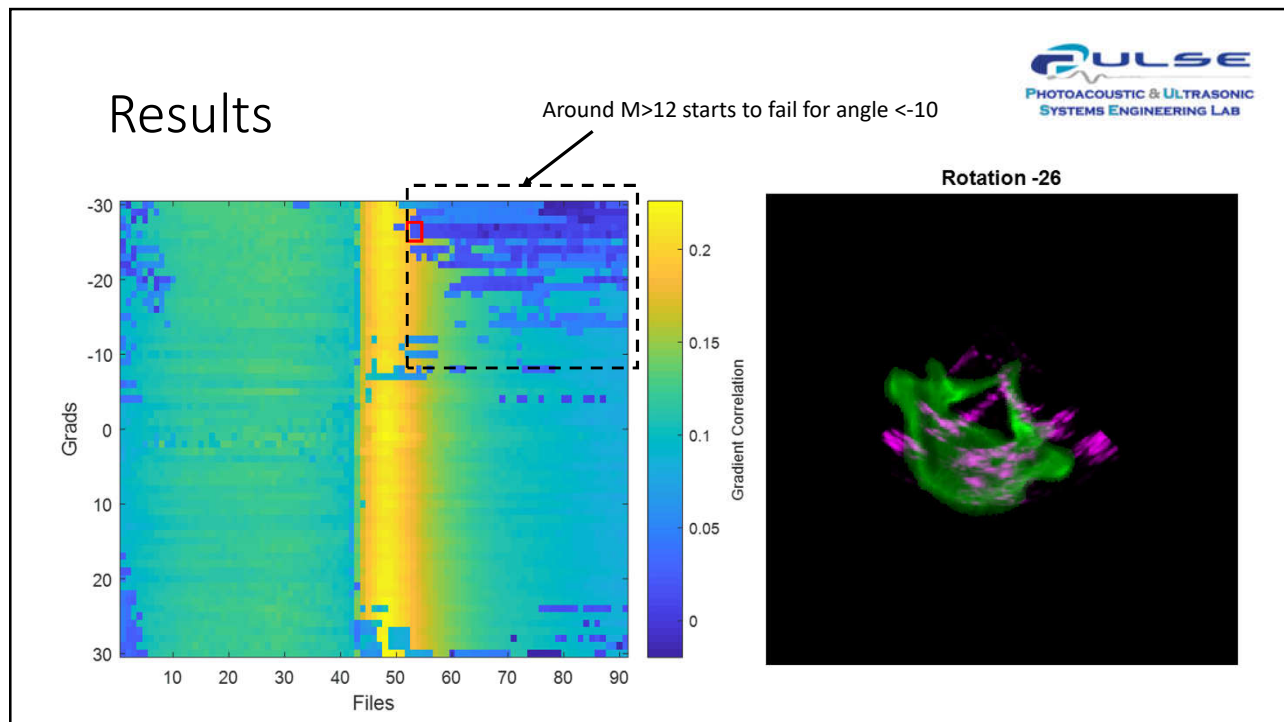 PULSE
PHOTOACOUSTIC & ULTRASONIC
SYSTEMS ENGINEERING LAB
Results
Around M>12 starts to fail for angle <-10
Rotation -26
-30
-20
-10
0
10
20
30
Grads
10
20
30
40
50
60
70
80
90
Files
0.2
0.15
0.1
0.05
0
Gradient Correlation